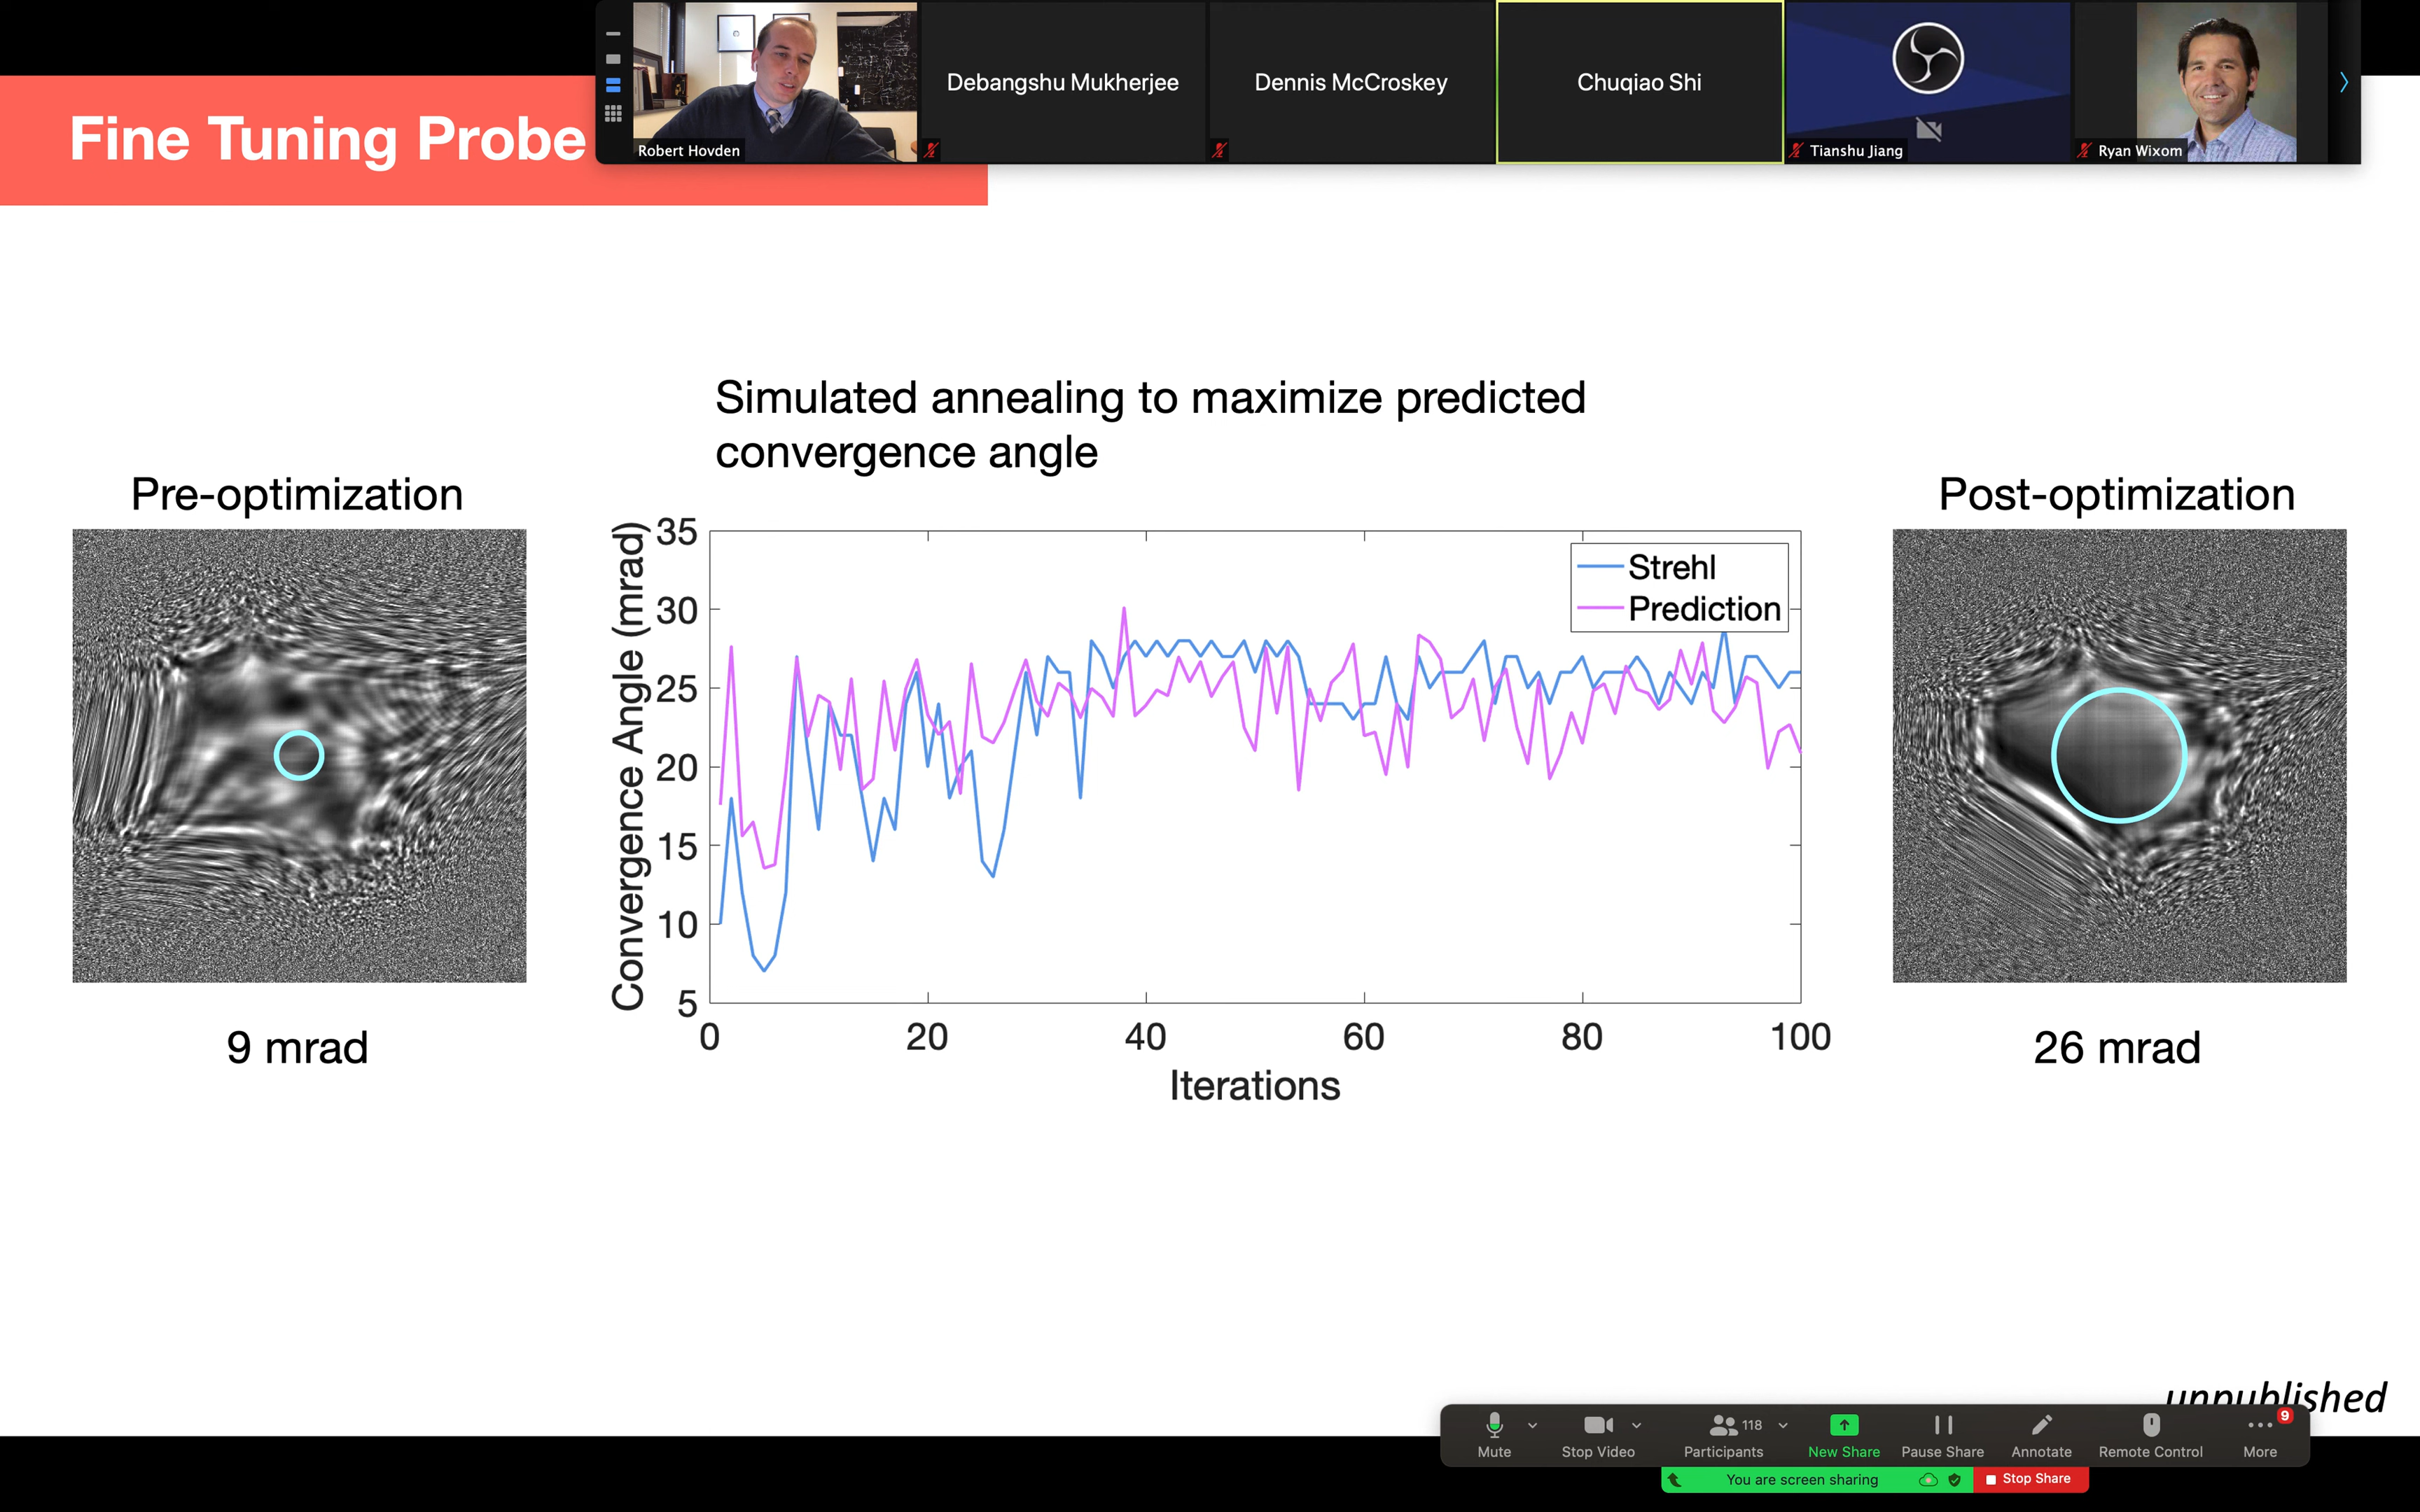 Robert Hovden
Debangshu Mukherjee
Dennis McCroskey
Chuqiao Shi
Tianshu Jiang
Ryan Wixom
Fine Tuning Probe
Simulated annealing to maximize predicted
convergence angle
Pre-optimization
9 mrad
Convergence Angle (mrad)
35
30
25
20
15
10
5
0
20
40
60
80
100
Iterations
Strehl
Prediction
Post-optimization
26 mrad
unpublished
Mute
Stop Video
118
Participants
New Share
Pause Share
Annotate
Remote Control
9
More
You are screen sharing
Stop Share